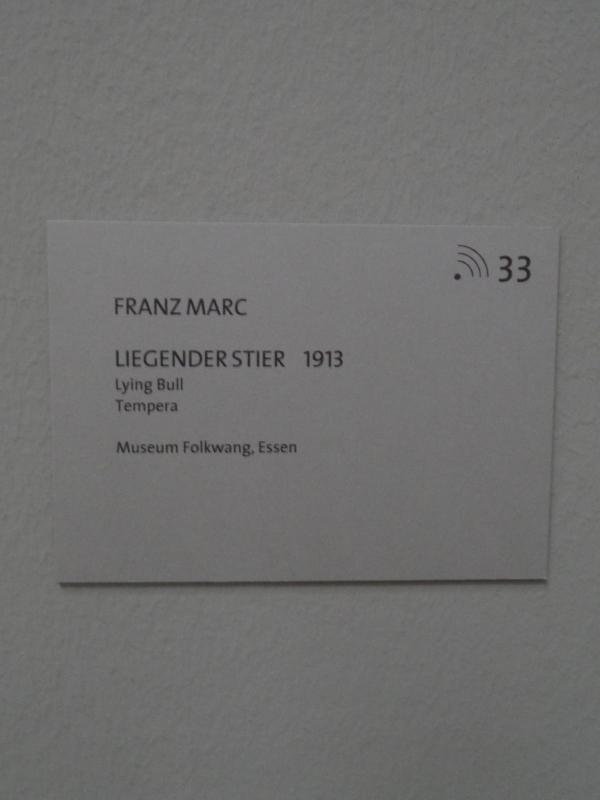 33
FRANZ MARC
LIEGENDER STIER 1913
Lying Bull
Tempera
Museum Folkwang, Essen